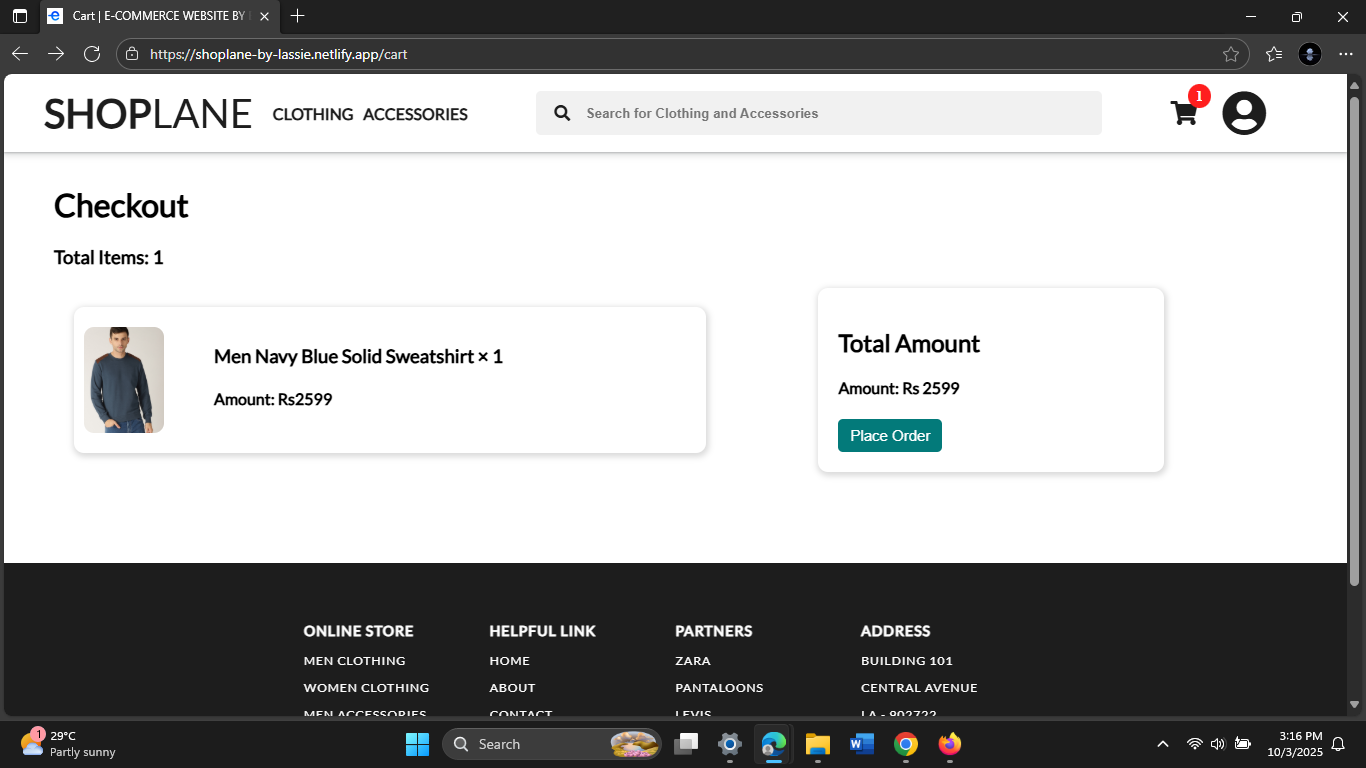 Cart | E-COMMERCE WEBSITE BY
https://shoplane-by-lassie.netlify.app/cart
SHOPLANE CLOTHING ACCESSORIES Search for Clothing and Accessories 1
Checkout
Total Items: 1
Men Navy Blue Solid Sweatshirt × 1
Amount: Rs2599
Total Amount
Amount: Rs 2599
Place Order
ONLINE STORE HELPFUL LINK PARTNERS ADDRESS
MEN CLOTHING HOME ZARA BUILDING 101
WOMEN CLOTHING ABOUT PANTALOONS CENTRAL AVENUE
MEN ACCESSORIES CONTACT LEVIS LA - 902722
1 29°C
Partly sunny
Search
3:16 PM
10/3/2025